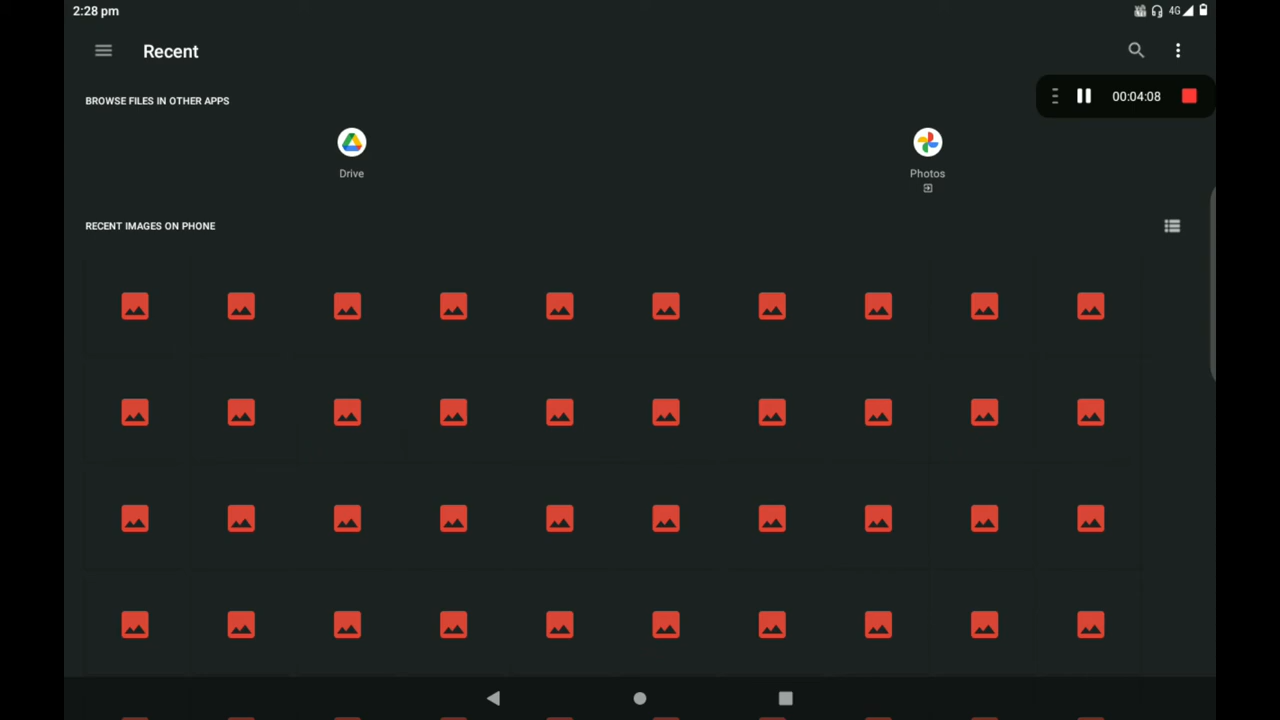 2:28 pm
4G
Recent
00:04:08
BROWSE FILES IN OTHER APPS
Drive
Photos
RECENT IMAGES ON PHONE